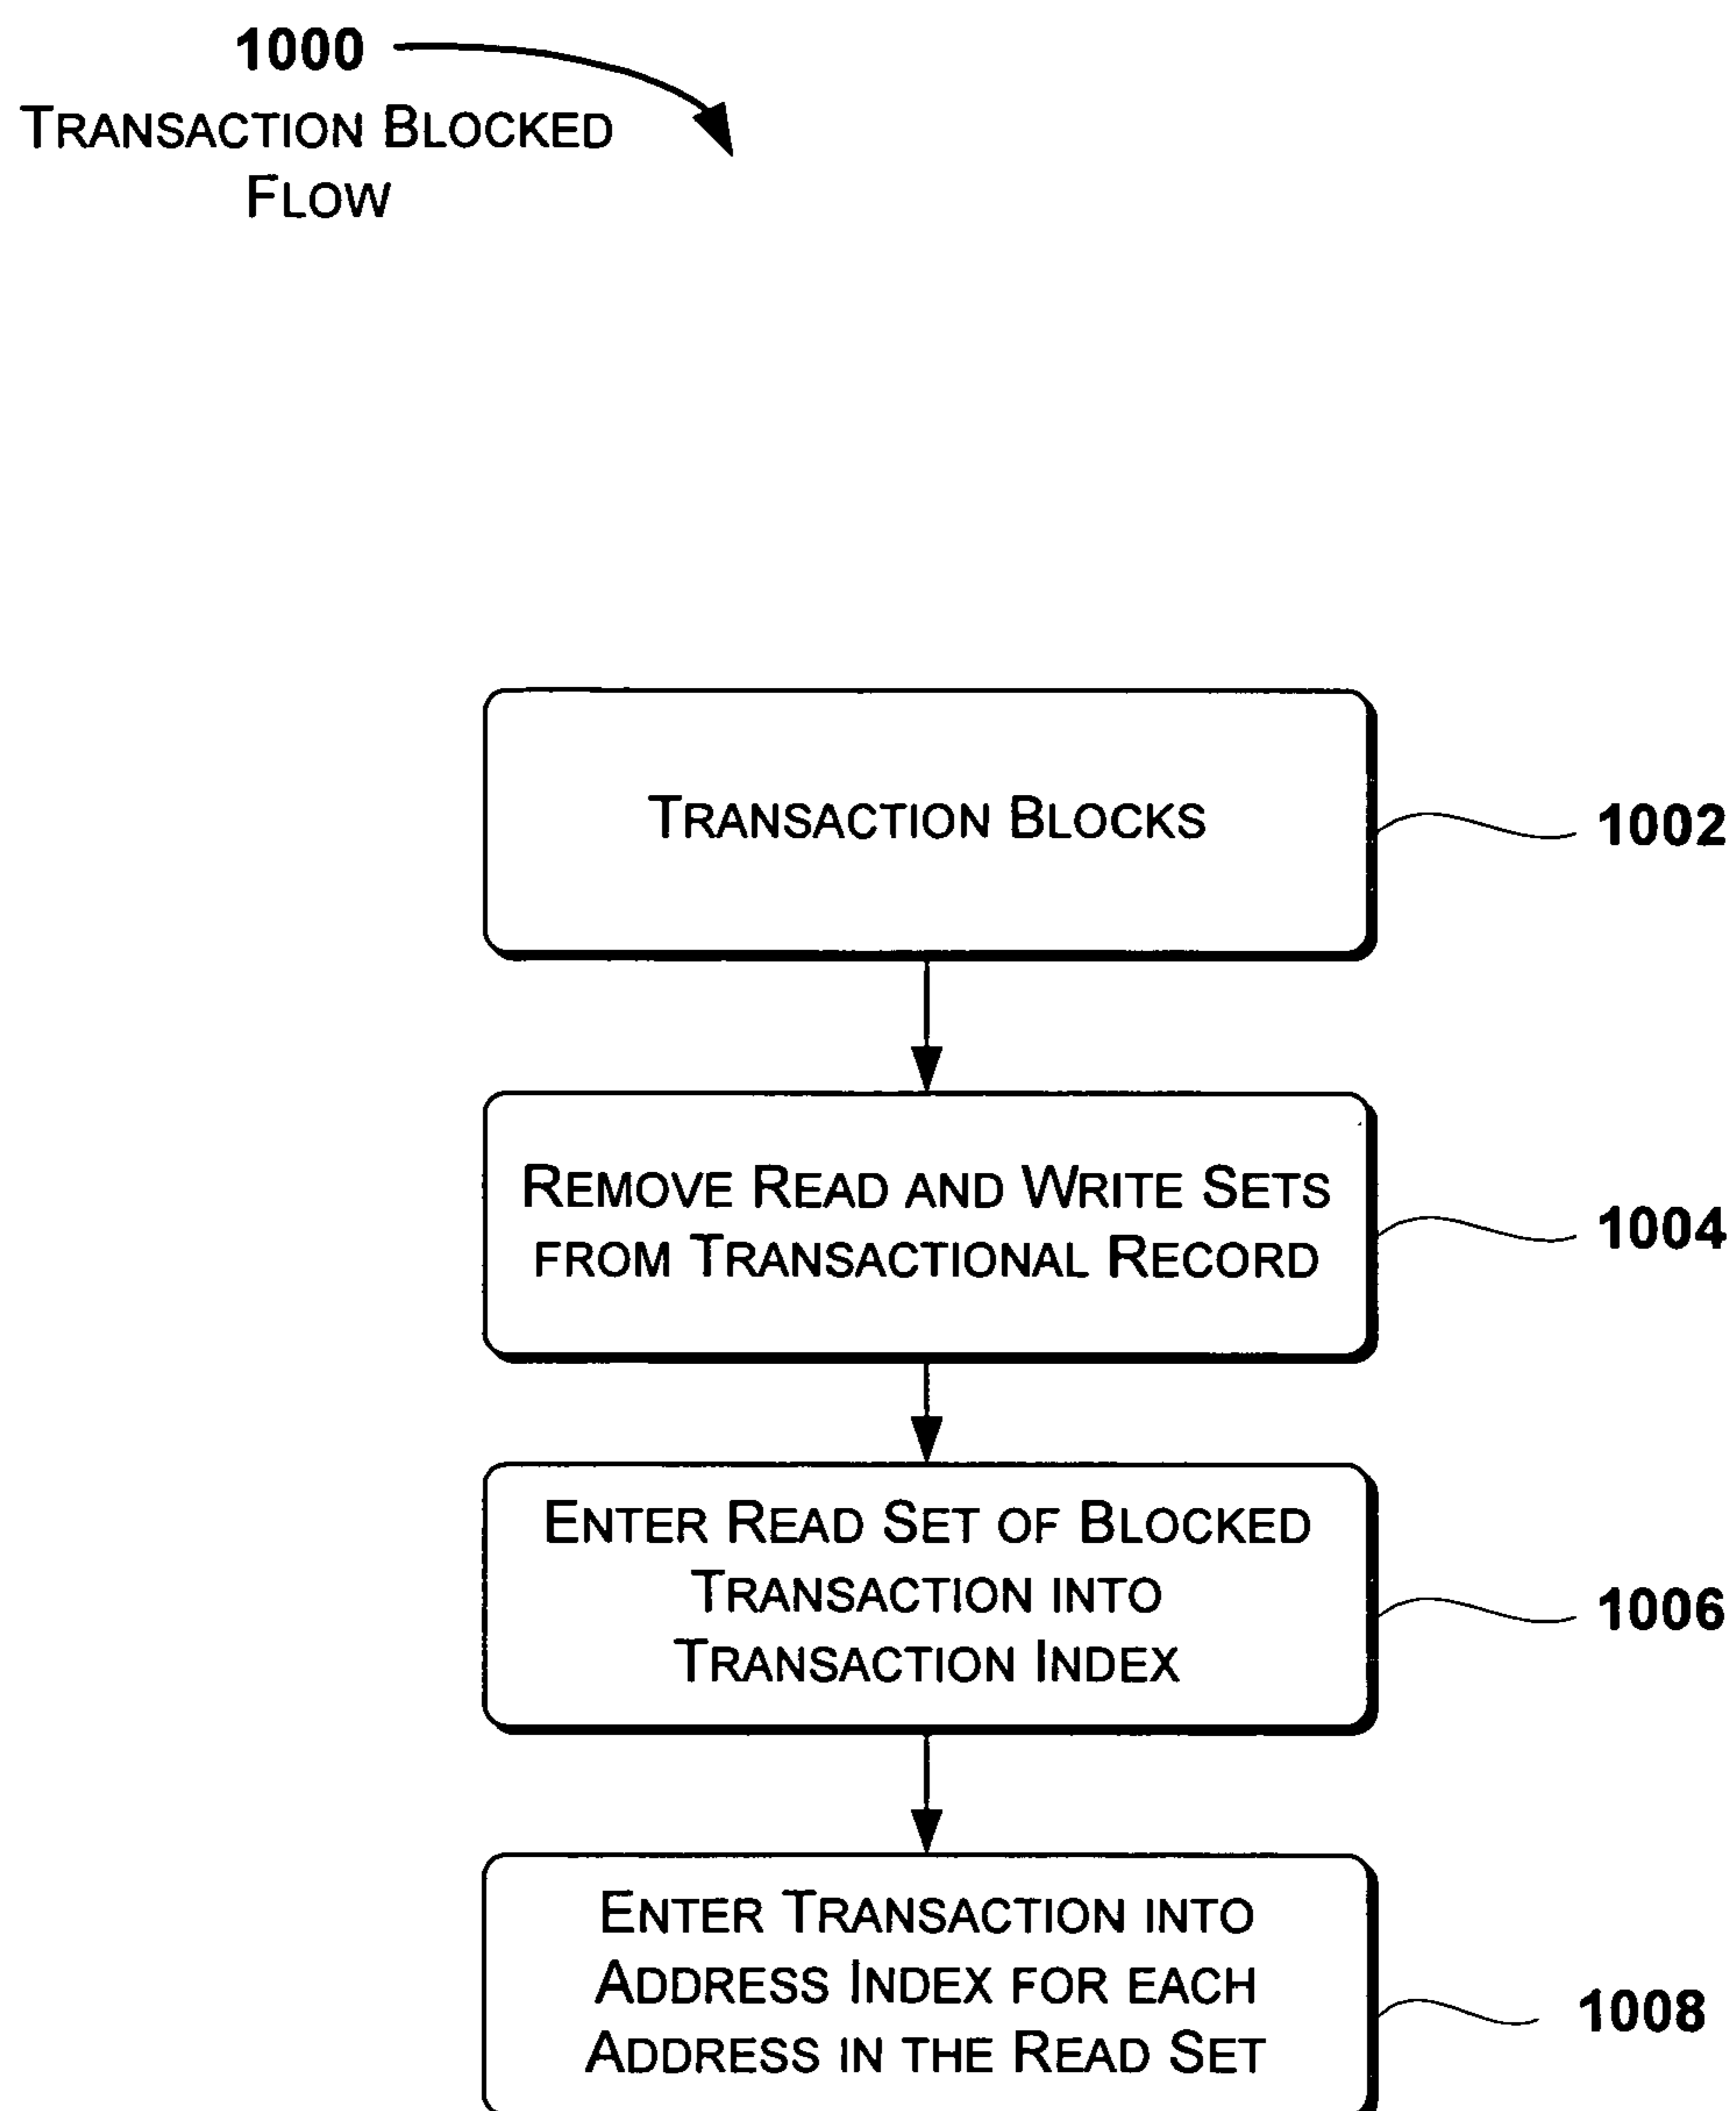 1000
TRANSACTION BLOCKED
FLOW
TRANSACTION BLOCKS
1002
REMOVE READ AND WRITE SETS
FROM TRANSACTIONAL RECORD
1004
ENTER READ SET OF BLOCKED
TRANSACTION INTO
TRANSACTION INDEX
1006
ENTER TRANSACTION INTO
ADDRESS INDEX FOR EACH
ADDRESS IN THE READ SET
1008